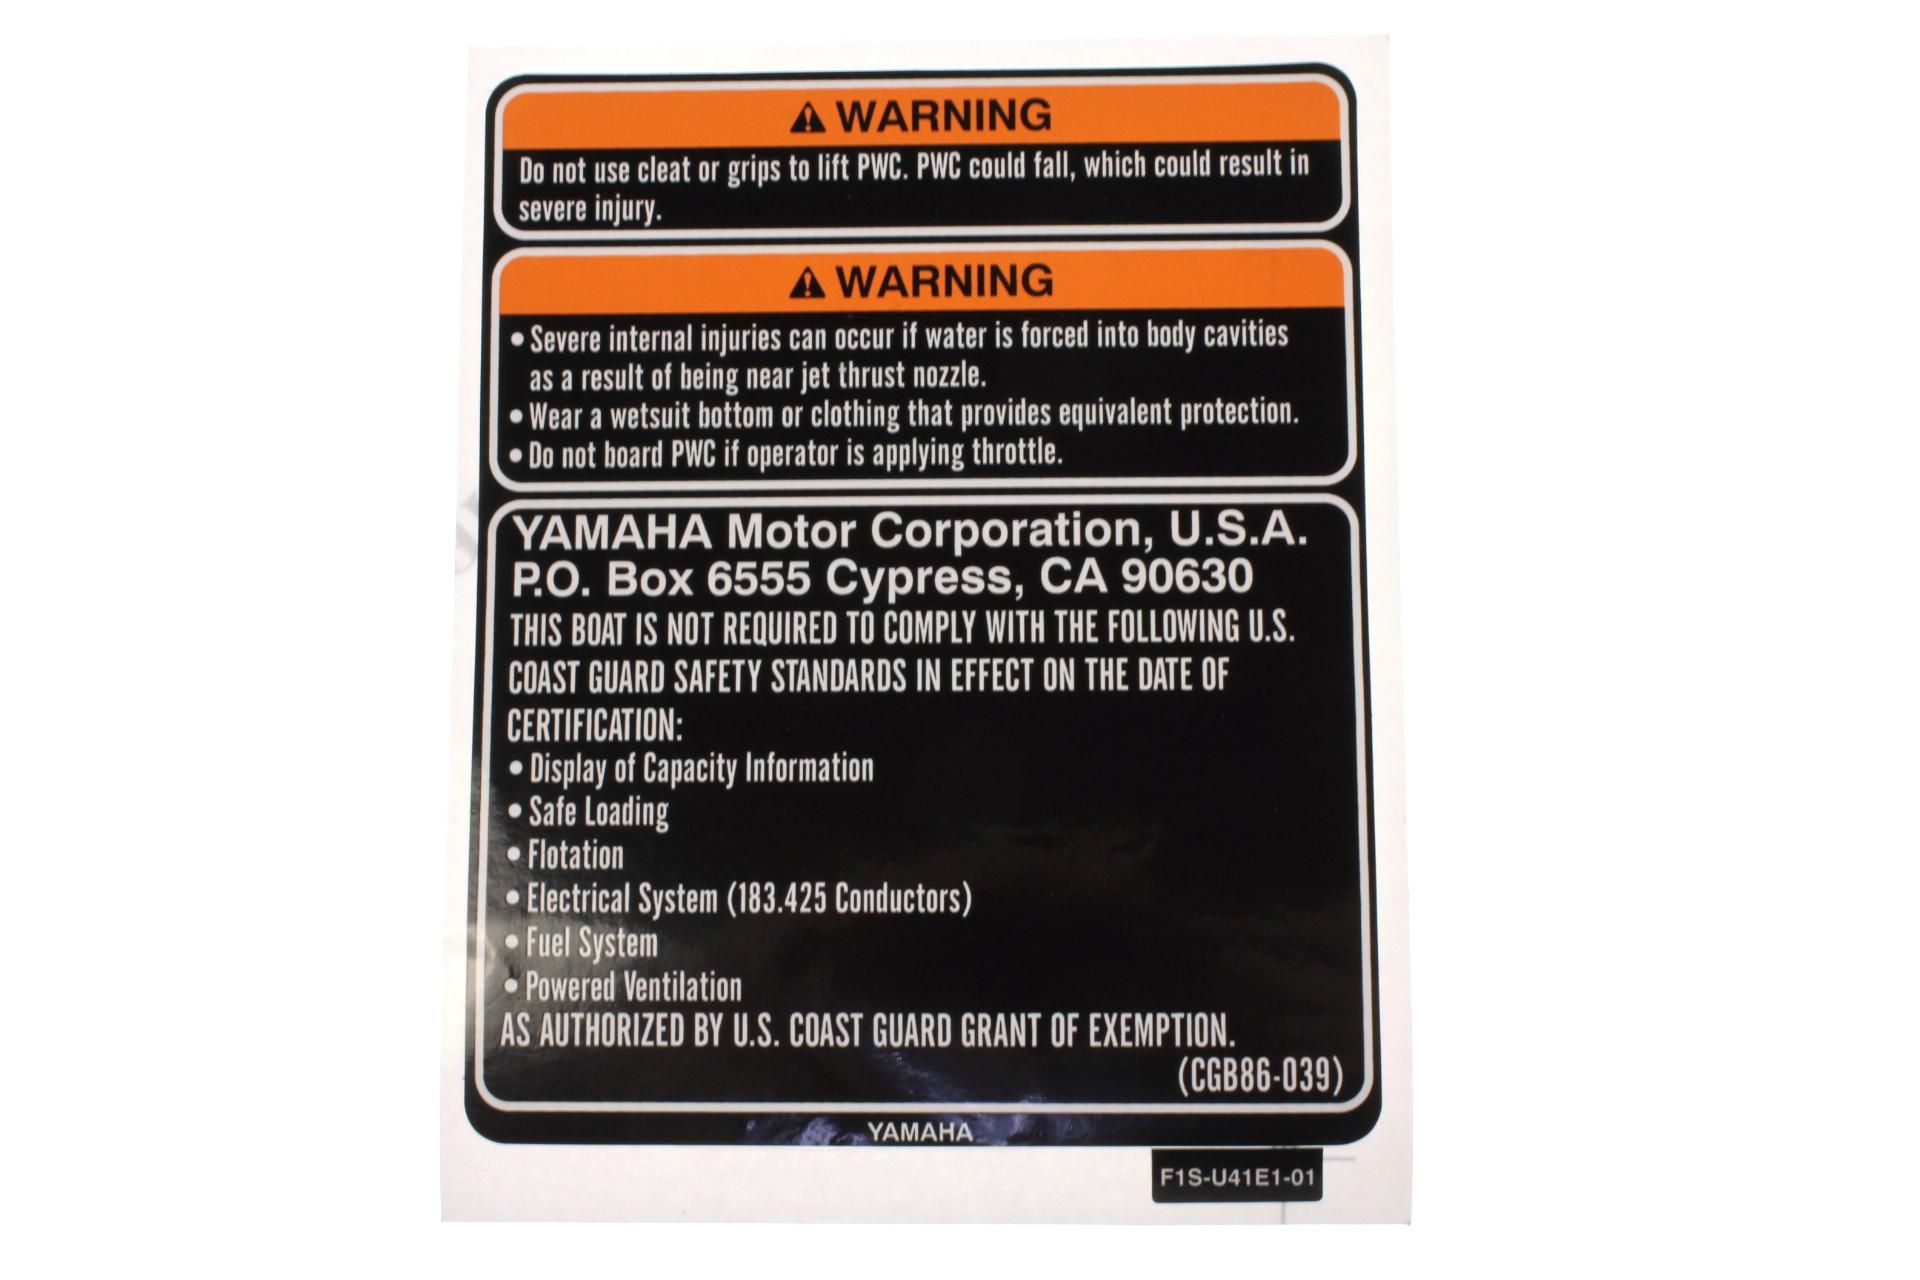 ⚠ WARNING
Do not use cleat or grips to lift PWC. PWC could fall, which could result in
severe injury.
⚠ WARNING
• Severe internal injuries can occur if water is forced into body cavities
as a result of being near jet thrust nozzle.
• Wear a wetsuit bottom or clothing that provides equivalent protection.
• Do not board PWC if operator is applying throttle.
YAMAHA Motor Corporation, U.S.A.
P.O. Box 6555 Cypress, CA 90630
THIS BOAT IS NOT REQUIRED TO COMPLY WITH THE FOLLOWING U.S.
COAST GUARD SAFETY STANDARDS IN EFFECT ON THE DATE OF
CERTIFICATION:
• Display of Capacity Information
• Safe Loading
• Flotation
• Electrical System (183.425 Conductors)
• Fuel System
• Powered Ventilation
AS AUTHORIZED BY U.S. COAST GUARD GRANT OF EXEMPTION.
(CGB86-039)
YAMAHA
F1S-U41E1-01